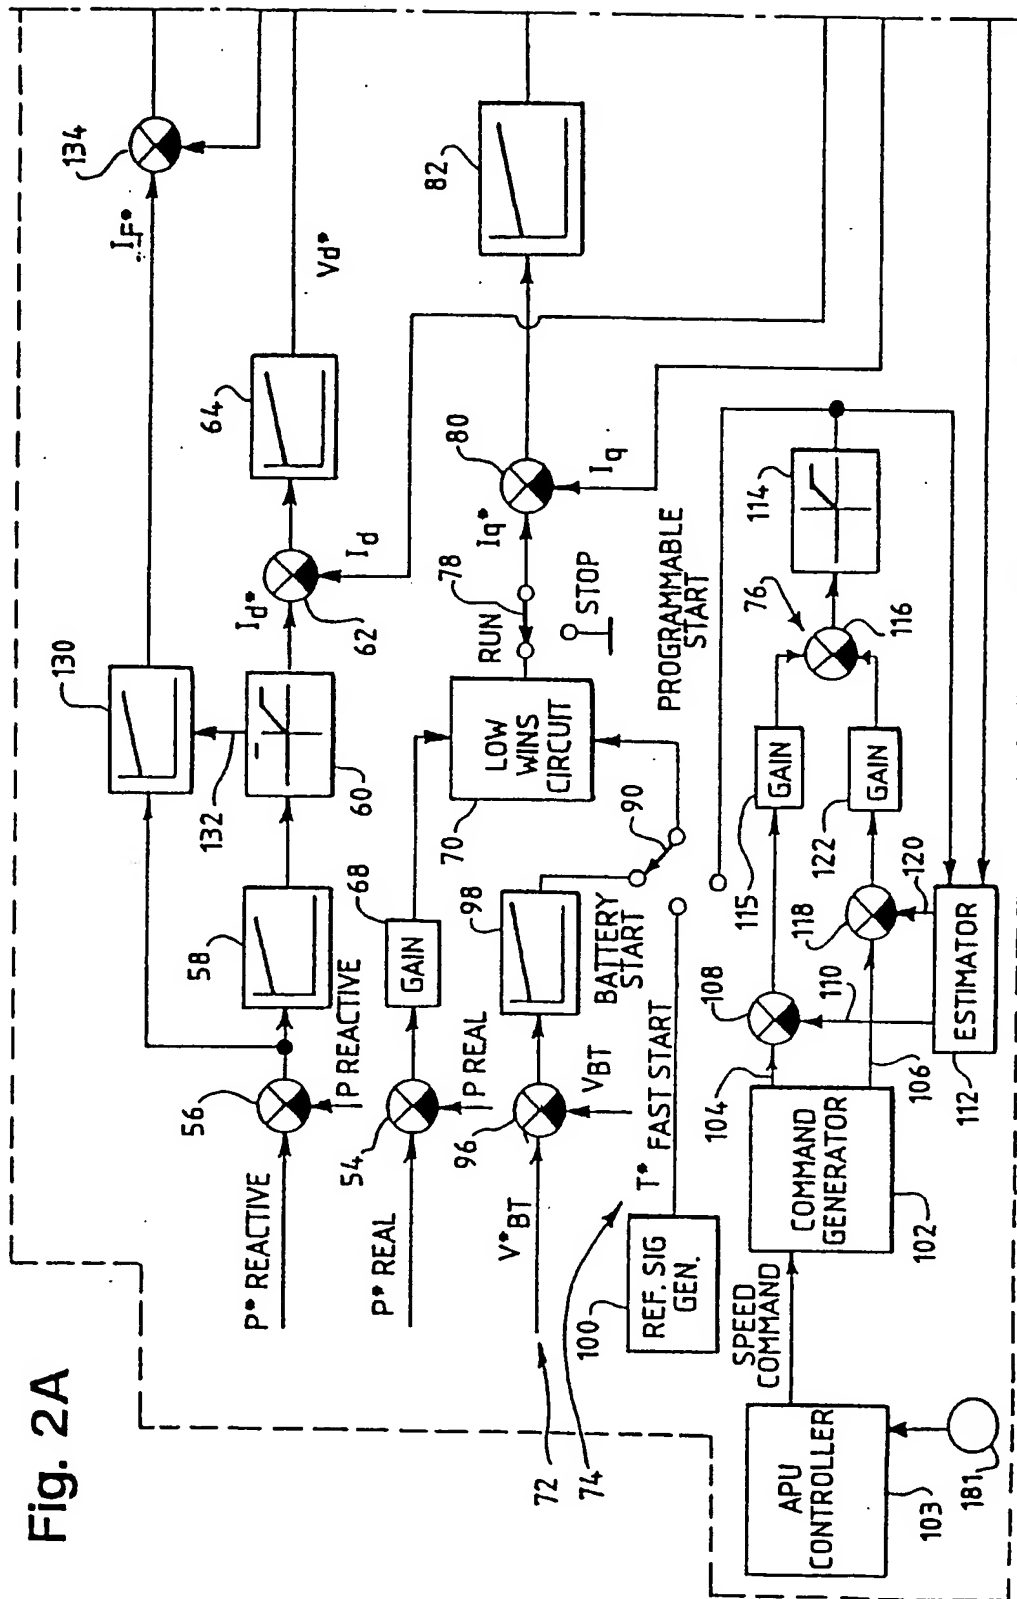 Fig. 2A
134
IF*
Vd*
130
64
Id*
Id
62
132
60
58
56
P REACTIVE
P* REACTIVE
82
80
Iq*
Iq
78
RUN
STOP
LOW
WINS
CIRCUIT
70
68
GAIN
P REAL
54
P* REAL
90
98
BATTERY
START
96
VBT
V*BT
72
74
T*
FAST START
100
REF. SIG
GEN.
PROGRAMMABLE
START
76
114
116
GAIN
115
GAIN
122
118
120
108
110
104
106
ESTIMATOR
112
COMMAND
GENERATOR
102
SPEED
COMMAND
APU
CONTROLLER
103
181